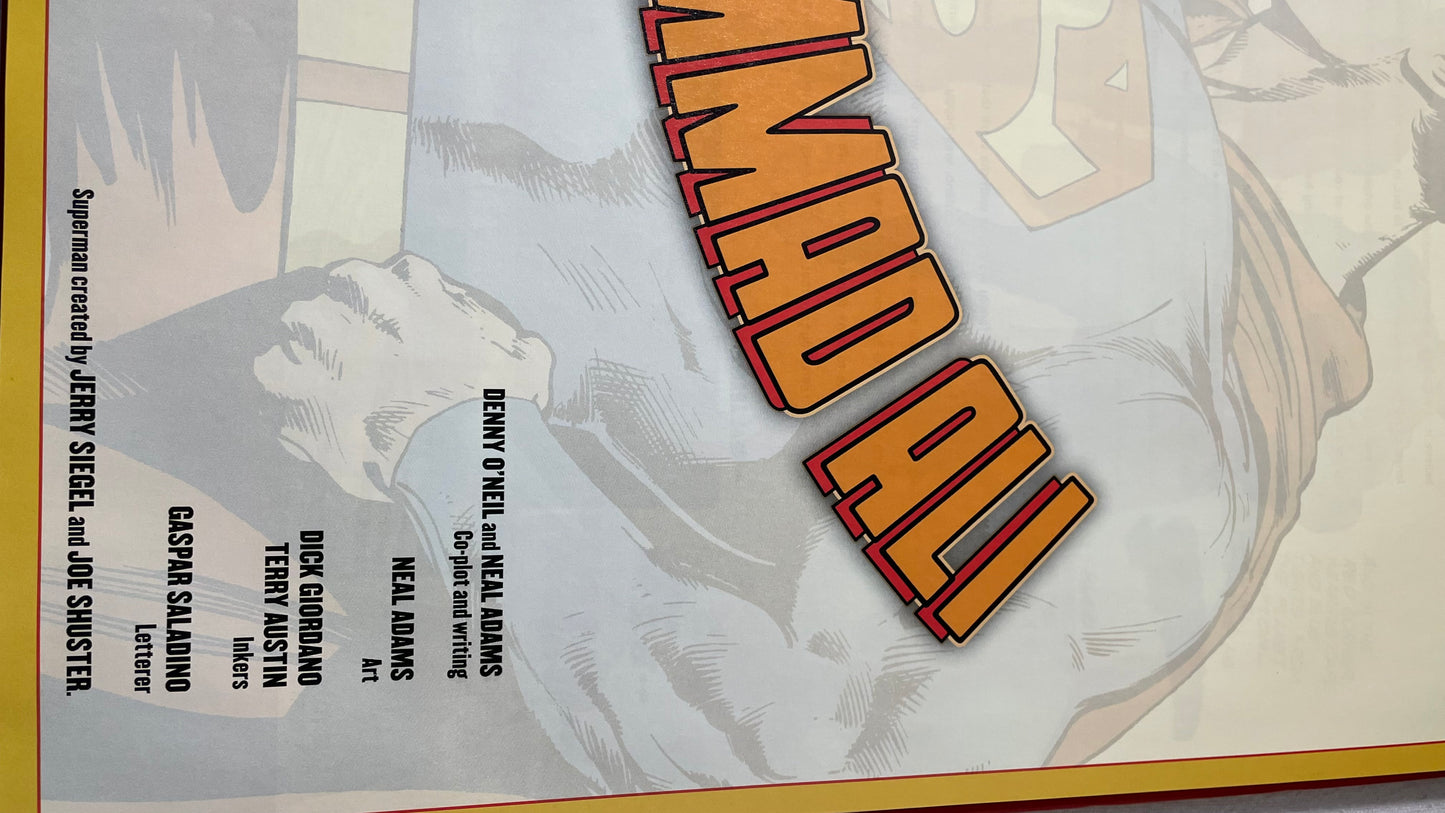 MMAD ALI
DENNY O'NEIL and NEAL ADAMS
Co-plot and writing
NEAL ADAMS
Art
DICK GIORDANO
TERRY AUSTIN
Inkers
GASPAR SALADINO
Letterer
Superman created by JERRY SIEGEL and JOE SHUSTER.